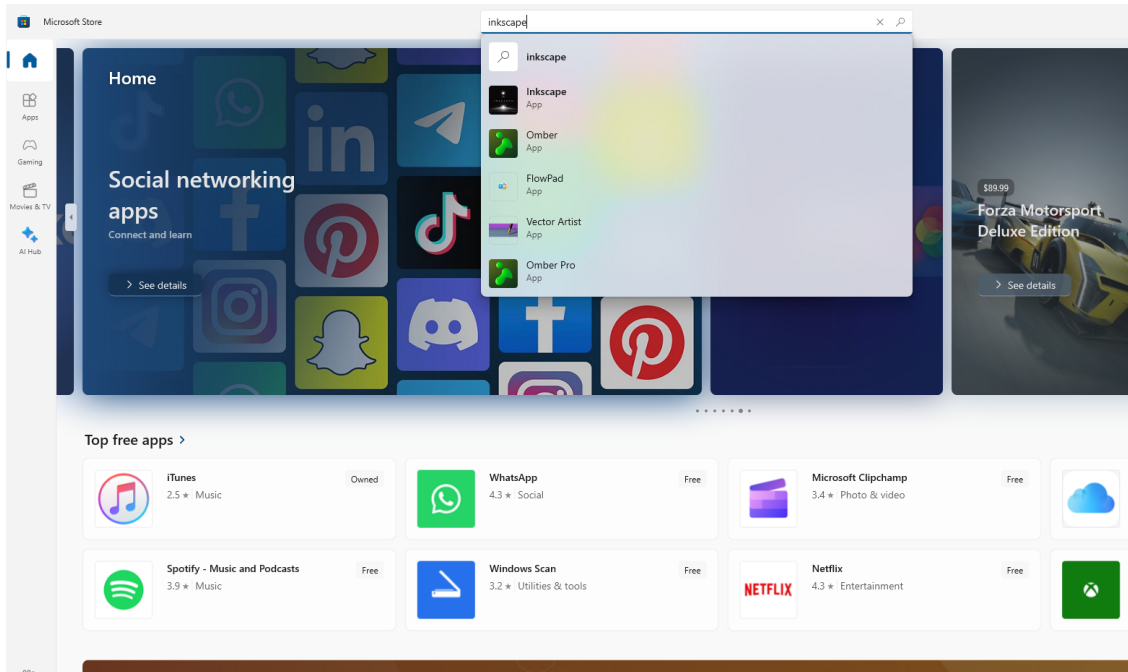 Microsoft Store
inkscape
inkscape
Inkscape
App
Omber
App
FlowPad
App
Vector Artist
App
Omber Pro
App
Apps
Gaming
Movies & TV
AI Hub
Home
Social networking
apps
Connect and learn
See details
in
$89.99
Forza Motorsport
Deluxe Edition
See details
Top free apps
iTunes
Owned
2.5 ★ Music
WhatsApp
Free
4.3 ★ Social
Microsoft Clipchamp
Free
3.4 ★ Photo & video
Spotify - Music and Podcasts
Free
3.9 ★ Music
Windows Scan
Free
3.2 ★ Utilities & tools
NETFLIX
Netflix
Free
4.3 ★ Entertainment